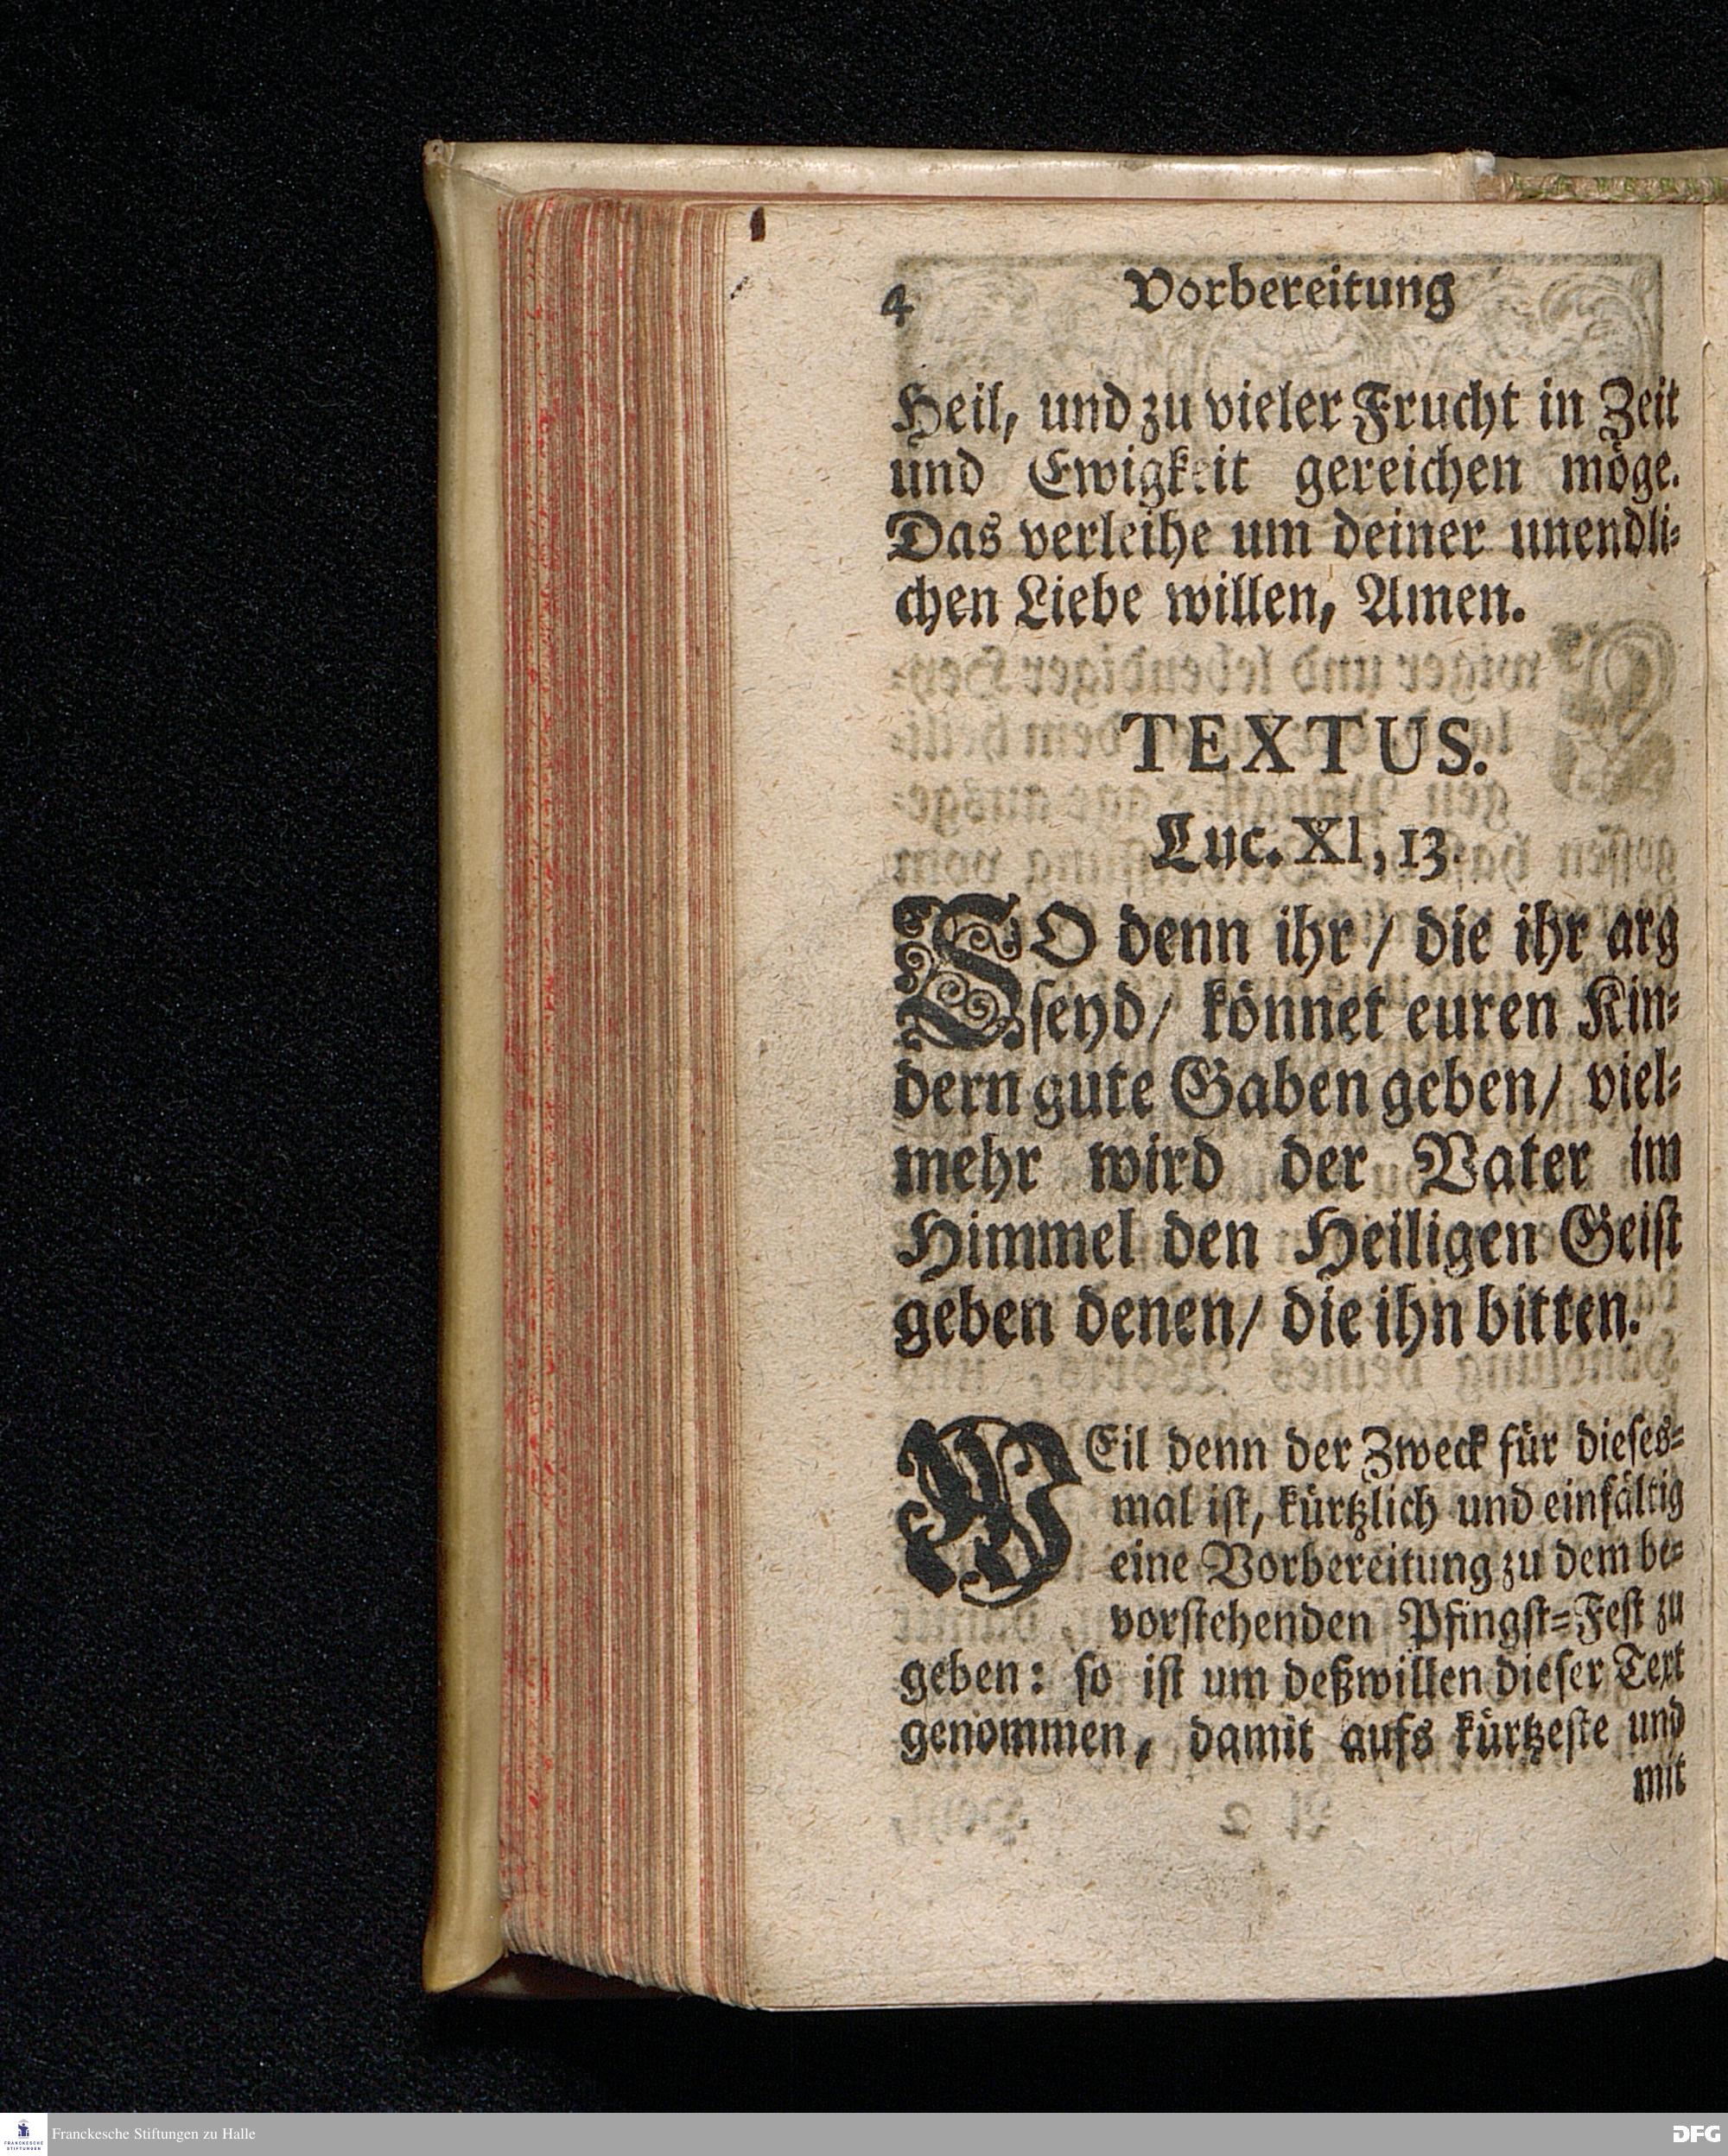 4 Vorbereitung
Heil, und zu vieler Frucht in Zeit
und Ewigkeit gereichen möge.
Das verleihe um deiner unendli-
chen Liebe willen, Amen.
TEXTUS.
Luc. XI, 13.
SO denn ihr / die ihr arg
seyd / könnet euren Kin-
dern gute Gaben geben / viel-
mehr wird der Vater im
Himmel den Heiligen Geist
geben denen / die ihn bitten.
WEil denn der Zweck für dieses-
mal ist, kürtzlich und einfältig
eine Vorbereitung zu dem be-
vorstehenden Pfingst-Fest zu
geben: so ist um deßwillen dieser Text
genommen, damit aufs kürtzeste und
mit
FRANCKESCHE
STIFTUNGEN
Franckesche Stiftungen zu Halle
DFG